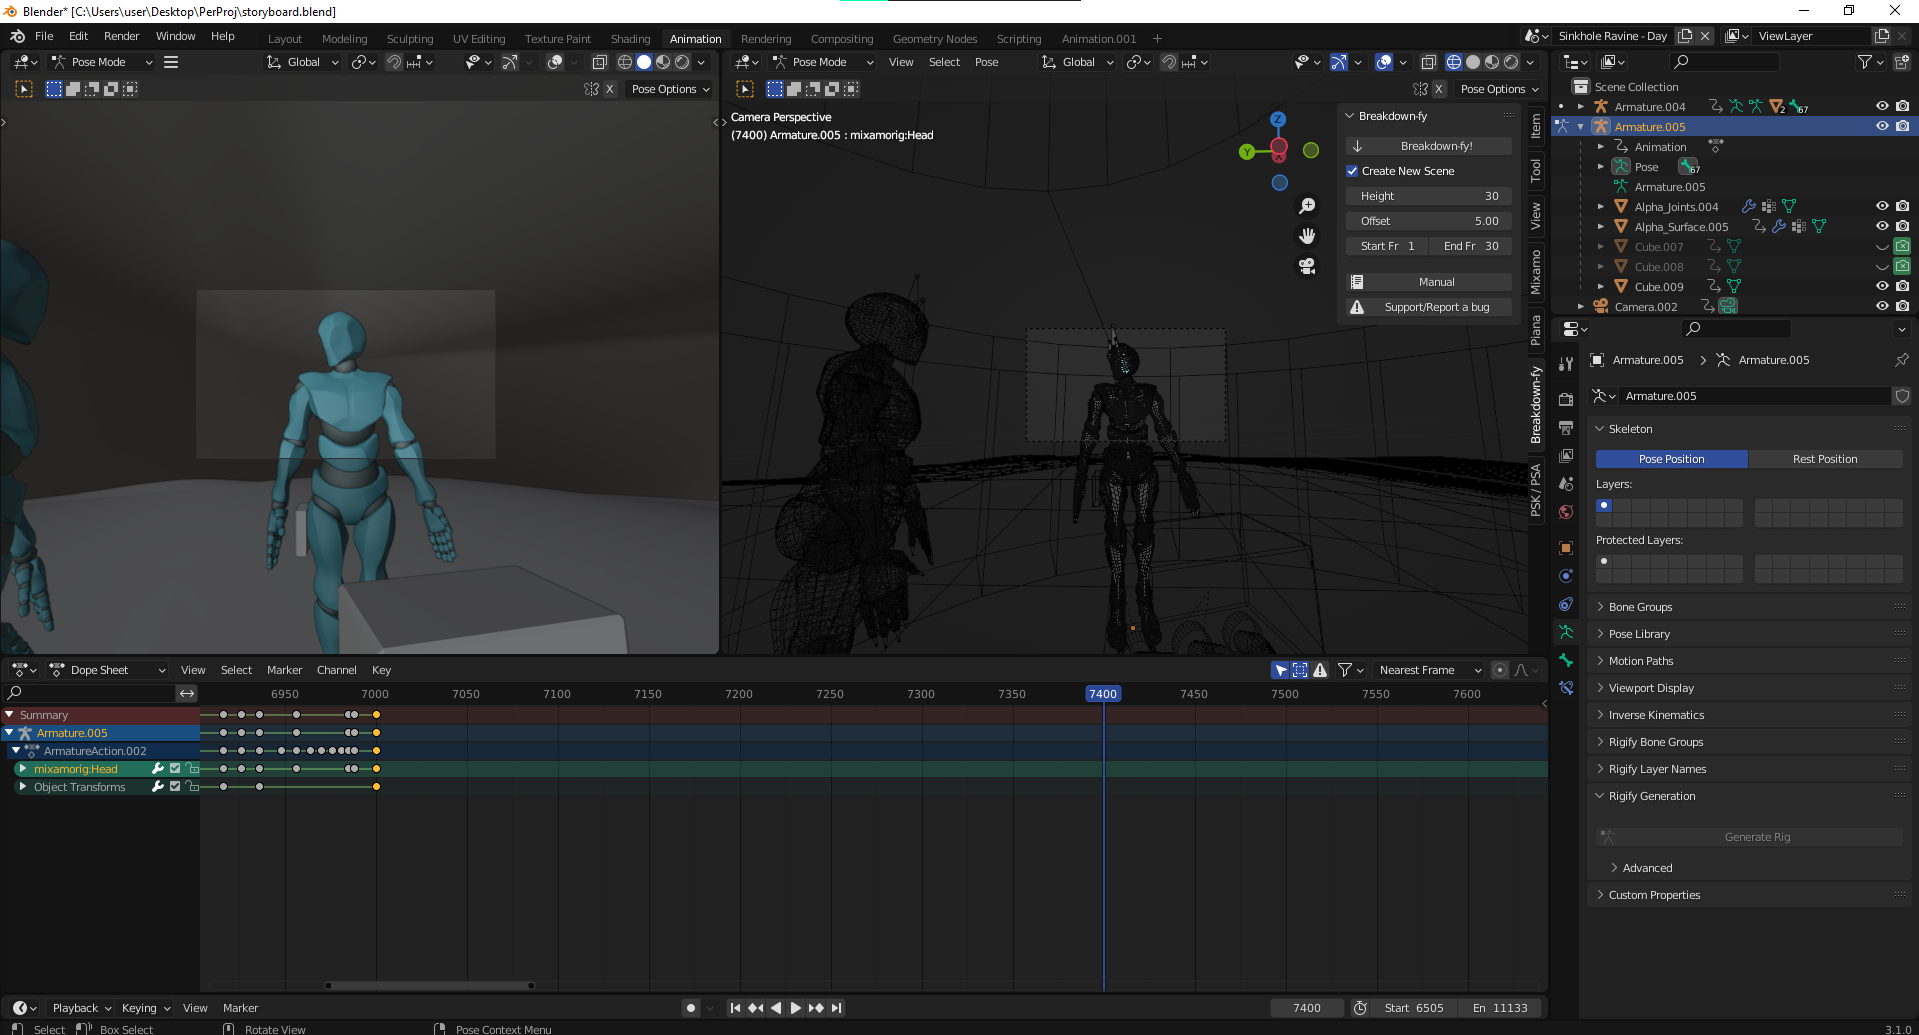 Blender* [C:\Users\user\Desktop\PerProj\storyboard.blend]
File Edit Render Window Help Layout Modeling Sculpting UV Editing Texture Paint Shading Animation Rendering Compositing Geometry Nodes Scripting Animation.001 + Sinkhole Ravine - Day ViewLayer
Pose Mode Global Pose Mode View Select Pose Global
X Pose Options X Pose Options
Camera Perspective
(7400) Armature.005 : mixamorig:Head
Z
Y
Breakdown-fy
Breakdown-fy!
Create New Scene
Height 30
Offset 5.00
Start Fr 1 End Fr 30
Manual
Support/Report a bug
Item
Tool
View
Mixamo
Piana
Breakdown-fy
PSK / PSA
Scene Collection
Armature.004 2 67
Armature.005
Animation
Pose 67
Armature.005
Alpha_Joints.004
Alpha_Surface.005
Cube.007
Cube.008
Cube.009
Camera.002
Armature.005 Armature.005
Armature.005
Skeleton
Pose Position Rest Position
Layers:
Protected Layers:
Bone Groups
Pose Library
Motion Paths
Viewport Display
Inverse Kinematics
Rigify Bone Groups
Rigify Layer Names
Rigify Generation
Generate Rig
Advanced
Custom Properties
Dope Sheet View Select Marker Channel Key Nearest Frame
6950 7000 7050 7100 7150 7200 7250 7300 7350 7400 7450 7500 7550 7600
Summary
Armature.005
ArmatureAction.002
mixamorig:Head
Object Transforms
Playback Keying View Marker 7400 Start 6505 En 11133
Select Box Select Rotate View Pose Context Menu 3.1.0